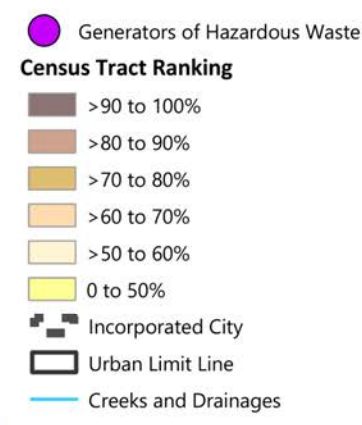 Generators of Hazardous Waste
Census Tract Ranking
>90 to 100%
>80 to 90%
>70 to 80%
>60 to 70%
>50 to 60%
0 to 50%
Incorporated City
Urban Limit Line
Creeks and Drainages